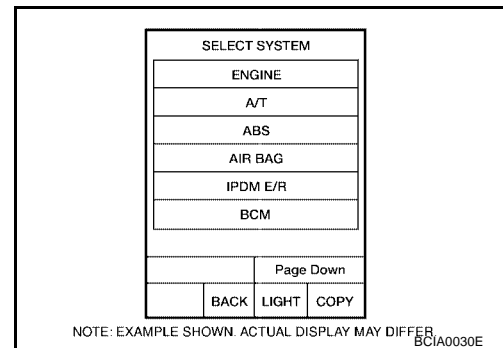 SELECT SYSTEM
ENGINE
A/T
ABS
AIR BAG
IPDM E/R
BCM
Page Down
BACK LIGHT COPY
NOTE: EXAMPLE SHOWN. ACTUAL DISPLAY MAY DIFFER.
BCIA0030E